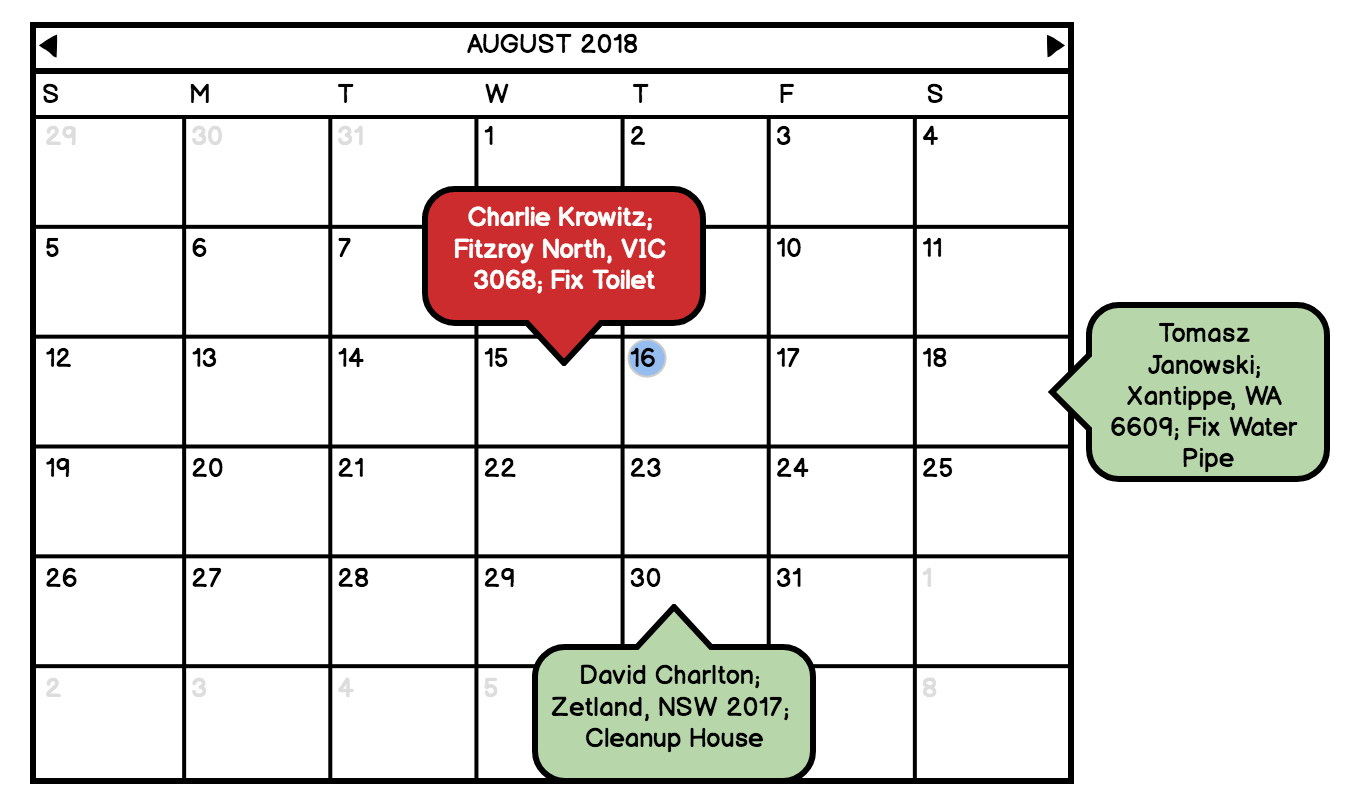 AUGUST 2018
S M T W T F S
29 30 31 1 2 3 4
Charlie Krowitz;
Fitzroy North, VIC
3068; Fix Toilet
5 6 7 10 11
Tomasz
Janowski;
Xantippe, WA
6609; Fix Water
Pipe
12 13 14 15 16 17 18
19 20 21 22 23 24 25
26 27 28 29 30 31 1
David Charlton;
Zetland, NSW 2017;
Cleanup House
2 3 4 5 8